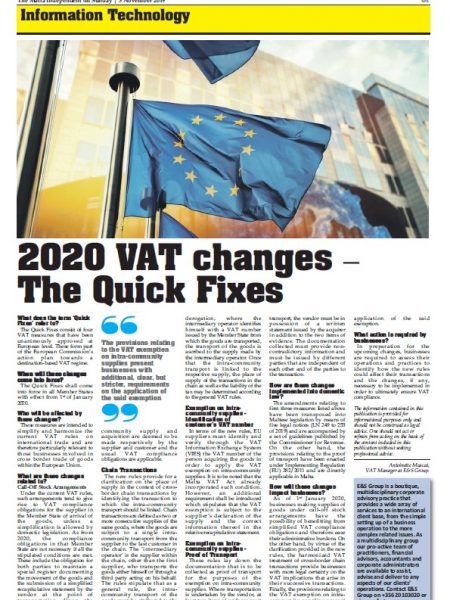 The Malta Independent on Sunday | 3 November 2019
Information Technology
2020 VAT changes –
The Quick Fixes
What does the term 'Quick
Fixes' refer to?
The Quick Fixes consist of four
VAT measures that have been
unanimously approved at
European level. These form part
of the European Commission's
action plan towards a
destination-based VAT regime.
When will these changes
come into force?
The Quick Fixes shall come
into force in all Member States
with effect from 1st of January
2020.
Who will be affected by
these changes?
These measures are intended to
simplify and harmonize the
current VAT rules on
international trade and are
therefore particularly relevant to
those businesses involved in
cross border trade of goods
within the European Union.
What are these changes
related to?
Call-Off Stock Arrangements
Under the current VAT rules,
such arrangements tend to give
rise to VAT compliance
obligations for the supplier in
the Member State of arrival of
the goods, unless a
simplification is allowed by
domestic legislation. As from
2020, the compliance
obligations in that Member
State are not necessary if all the
stipulated conditions are met.
These include the obligation for
both parties to maintain a
special register documenting
the movement of the goods and
the submission of a simplified
recapitulative statement by the
vendor at the point of
“
The provisions relating
to the VAT exemption
on intra-community
supplies present
businesses with
additional, clear, but
stricter, requirements
on the application of
the said exemption
”
community supply and
acquisition are deemed to be
made respectively by the
supplier and customer and the
usual VAT compliance
obligations are applicable.
Chain Transactions
The new rules provide for a
clarification on the place of
supply in the context of cross-
border chain transactions by
identifying the transaction to
which the intra-community
transport should be linked. Chain
transactions are defined as two or
more consecutive supplies of the
same goods, where the goods are
subject to a single intra-
community transport from the
supplier to the last customer in
the chain. The 'intermediary
operator' is the supplier within
the chain, other than the first
supplier, who transports the
goods either himself or through a
third party acting on his behalf.
The rules stipulate that as a
general rule, the intra-
community transport of the
derogation, where the
intermediary operator identifies
himself with a VAT number
issued by the Member State from
which the goods are transported,
the transport of the goods is
ascribed to the supply made by
the intermediary operator. Once
that the intra-community
transport is linked to the
respective supply, the place of
supply of the transactions in the
chain as well as the liability of the
tax may be determined according
to the general VAT rules.
Exemption on intra-
community supplies -
Identification of
customer's VAT number
In terms of the new rules, EU
suppliers must identify and
verify through the VAT
Information Exchange System
(VIES) the VAT number of the
person acquiring the goods in
order to apply the VAT
exemption on intra-community
supplies. It is to be noted that the
Malta VAT Act already
incorporated such condition.
However, an additional
requirement shall be introduced
which stipulates that the VAT
exemption is subject to the
supplier's declaration of the
supply and the correct
information thereof in the
relative recapitulative statement.
Exemption on intra-
community supplies -
Proof of Transport
These rules lay down the
documentation that is to be
collected as proof of transport
for the purposes of the
exemption on intra-community
supplies. Where transportation
is undertaken by the vendor, at
transport, the vendor must be in
possession of a written
statement issued by the acquirer
in addition to the two items of
evidence. The documentation
collected must provide non-
contradictory information and
must be issued by different
parties that are independent of
each other and of the parties to
the transaction.
How are these changes
implemented into domestic
law?
The amendments relating to
first three measures listed above
have been transposed into
Maltese legislation by means of
five legal notices (LN 249 to 253
of 2019) and are accompanied by
a set of guidelines published by
the Commissioner for Revenue.
On the other hand, the
provisions relating to the proof
of transport have been enacted
under Implementing Regulation
(EU) 2018/1912 and are directly
applicable in Malta.
How will these changes
impact businesses?
As of 1st January 2020,
businesses making supplies of
goods under call-off stock
arrangements have the
possibility of benefitting from
simplified VAT compliance
obligations and therefore ease
their administrative burdens. On
the other hand, by virtue of the
clarification provided in the new
rules, the harmonised VAT
treatment of cross-border chain
transactions provide businesses
with more legal certainty on the
VAT implications that arise in
their successive transactions.
Finally, the provisions relating to
the VAT exemption on intra-
application of the said
exemption.
What action is required by
businesses?
In preparation for the
upcoming changes, businesses
are required to assess their
operations and practices to
identify how the new rules
could affect their transactions
and the changes, if any,
necessary to be implemented in
order to ultimately ensure VAT
compliance.
The information contained in this
publication is provided for
informational purposes only and
should not be construed as legal
advice. One should not act or
refrain from acting on the basis of
the content included in this
publication without seeking
professional advice.
Antoinette Muscat,
VAT Manager at E&S Group
E&S Group is a boutique,
multidisciplinary corporate
advisory practice that
provides a wide array of
services to an international
client base, from the simple
setting up of a business
operation to the more
complex related issues. As
a multidisciplinary group
our pro-active team of
practitioners, financial
advisors, accountants and
corporate administrators
are available to assist,
advise and deliver to any
aspects of our clients'
operations. Contact E&S
Group on +356 20 103020 or